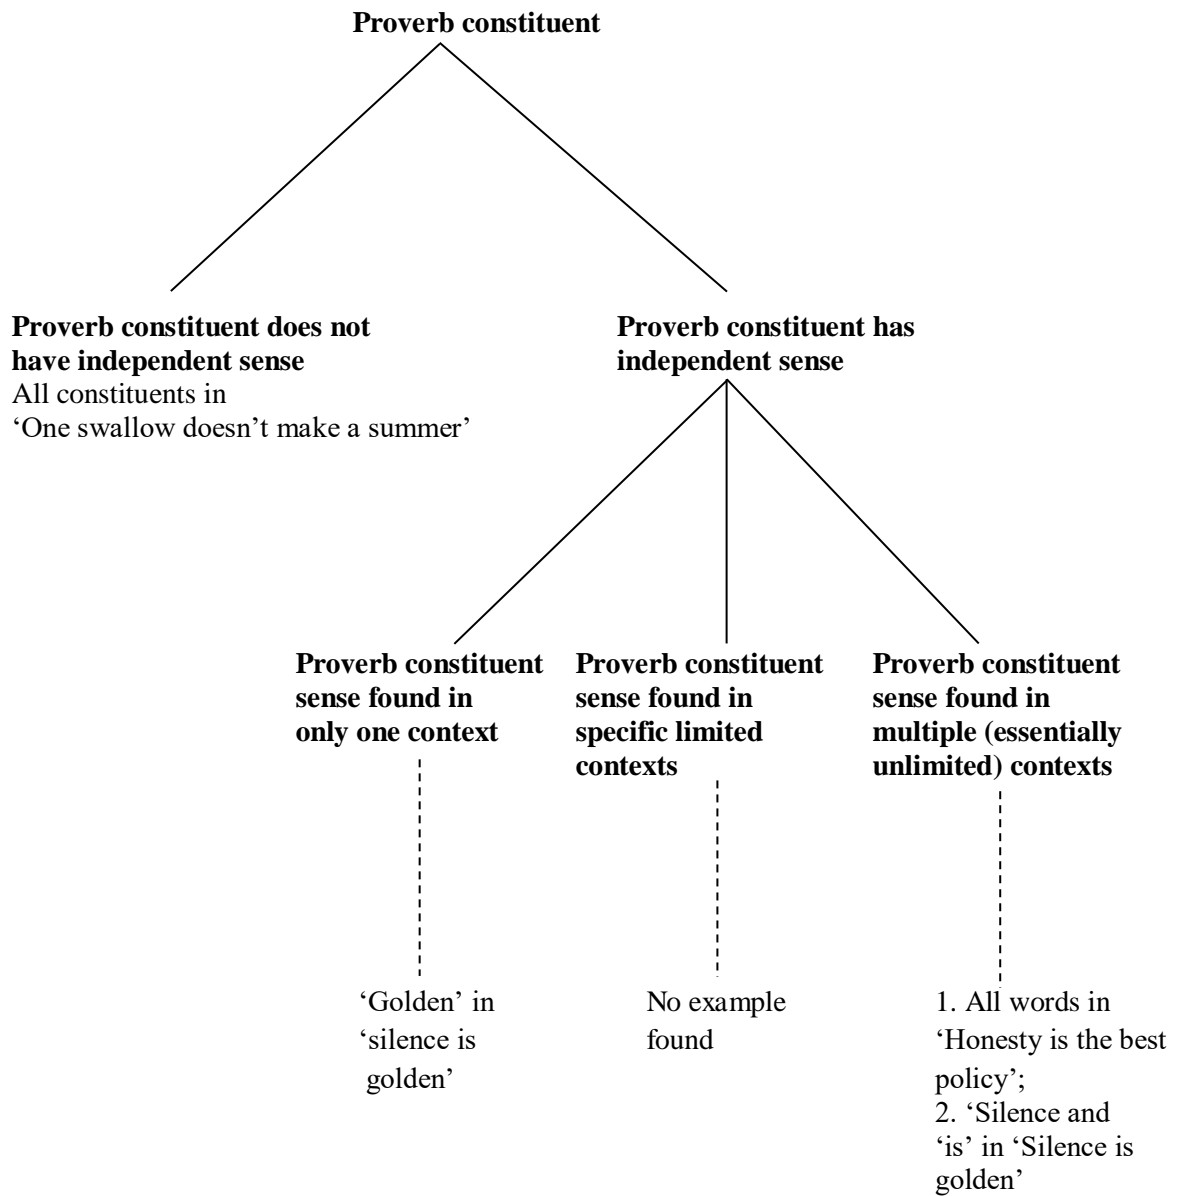 Proverb constituent
Proverb constituent does not
have independent sense
All constituents in
‘One swallow doesn’t make a summer’
Proverb constituent has
independent sense
Proverb constituent
sense found in
only one context
Proverb constituent
sense found in
specific limited
contexts
Proverb constituent
sense found in
multiple (essentially
unlimited) contexts
‘Golden’ in
‘silence is
golden’
No example
found
1. All words in
‘Honesty is the best
policy’;
2. ‘Silence and
‘is’ in ‘Silence is
golden’